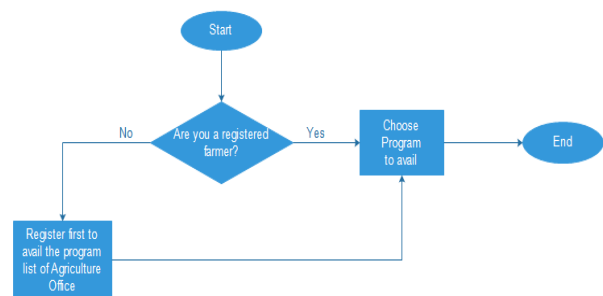 Start
Are you a registered
farmer?
No
Yes
Choose
Program
to avail
End
Register first to
avail the program
list of Agriculture
Office